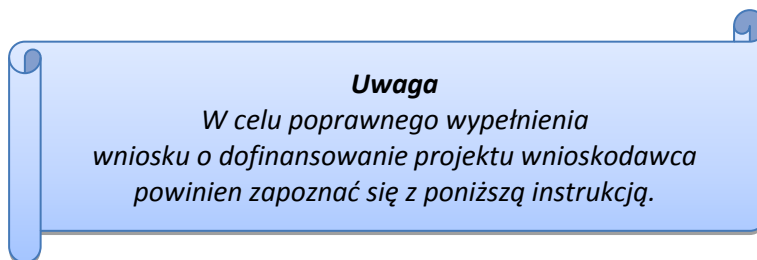 Uwaga
W celu poprawnego wypełnienia
wniosku o dofinansowanie projektu wnioskodawca
powinien zapoznać się z poniższą instrukcją.